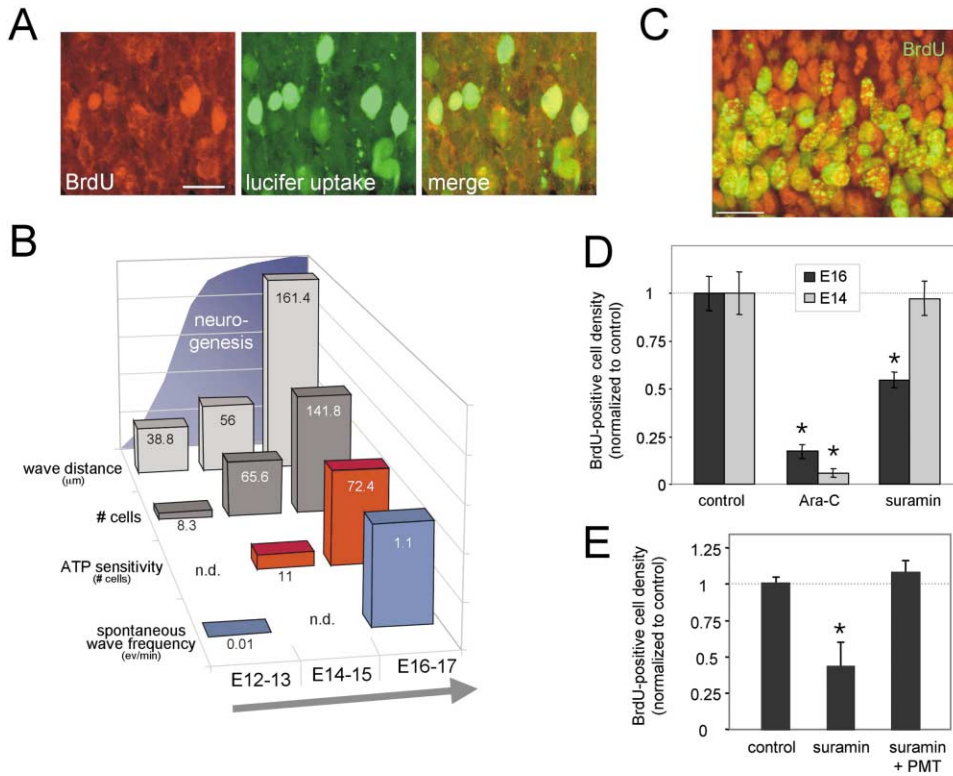 A
BrdU
lucifer uptake
merge
B
neuro-
genesis
161.4
141.8
56
38.8
65.6
72.4
wave distance
(µm)
1.1
# cells
8.3
ATP sensitivity
(# cells)
n.d.
11
spontaneous
wave frequency
(ev/min)
n.d.
0.01
E12-13
E14-15
E16-17
C
BrdU
D
BrdU-positive cell density
(normalized to control)
1
0.5
0.25
0
E16
E14
*
*
*
control
Ara-C
suramin
E
BrdU-positive cell density
(normalized to control)
1.25
1
0.75
0.5
0.25
0
*
control
suramin
suramin
+ PMT